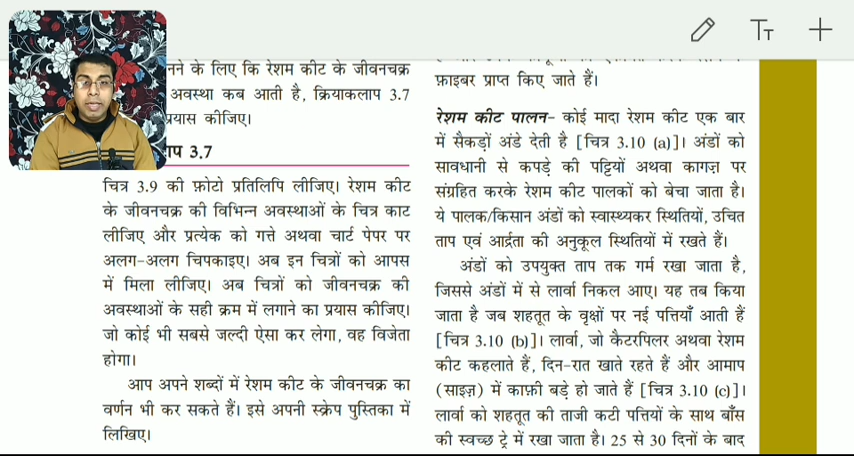 नने के लिए कि रेशम कीट के जीवनचक्र
अवस्था कब आती है, क्रियाकलाप 3.7
प्रयास कीजिए।
ाप 3.7
चित्र 3.9 की फ़ोटो प्रतिलिपि लीजिए। रेशम कीट
के जीवनचक्र की विभिन्न अवस्थाओं के चित्र काट
लीजिए और प्रत्येक को गत्ते अथवा चार्ट पेपर पर
अलग-अलग चिपकाइए। अब इन चित्रों को आपस
में मिला लीजिए। अब चित्रों को जीवनचक्र की
अवस्थाओं के सही क्रम में लगाने का प्रयास कीजिए।
जो कोई भी सबसे जल्दी ऐसा कर लेगा, वह विजेता
होगा।
आप अपने शब्दों में रेशम कीट के जीवनचक्र का
वर्णन भी कर सकते हैं। इसे अपनी स्क्रेप पुस्तिका में
लिखिए।
फ़ाइबर प्राप्त किए जाते हैं।
रेशम कीट पालन– कोई मादा रेशम कीट एक बार
में सैकड़ों अंडे देती है [चित्र 3.10 (a)]। अंडों को
सावधानी से कपड़े की पट्टियों अथवा कागज़ पर
संग्रहित करके रेशम कीट पालकों को बेचा जाता है।
ये पालक/किसान अंडों को स्वास्थ्यकर स्थितियों, उचित
ताप एवं आर्द्रता की अनुकूल स्थितियों में रखते हैं।
अंडों को उपयुक्त ताप तक गर्म रखा जाता है,
जिससे अंडों में से लार्वा निकल आए। यह तब किया
जाता है जब शहतूत के वृक्षों पर नई पत्तियाँ आती हैं
[चित्र 3.10 (b)]। लार्वा, जो कैटरपिलर अथवा रेशम
कीट कहलाते हैं, दिन-रात खाते रहते हैं और आमाप
(साइज़) में काफ़ी बड़े हो जाते हैं [चित्र 3.10 (c)]।
लार्वा को शहतूत की ताजी कटी पत्तियों के साथ बाँस
की स्वच्छ ट्रे में रखा जाता है। 25 से 30 दिनों के बाद